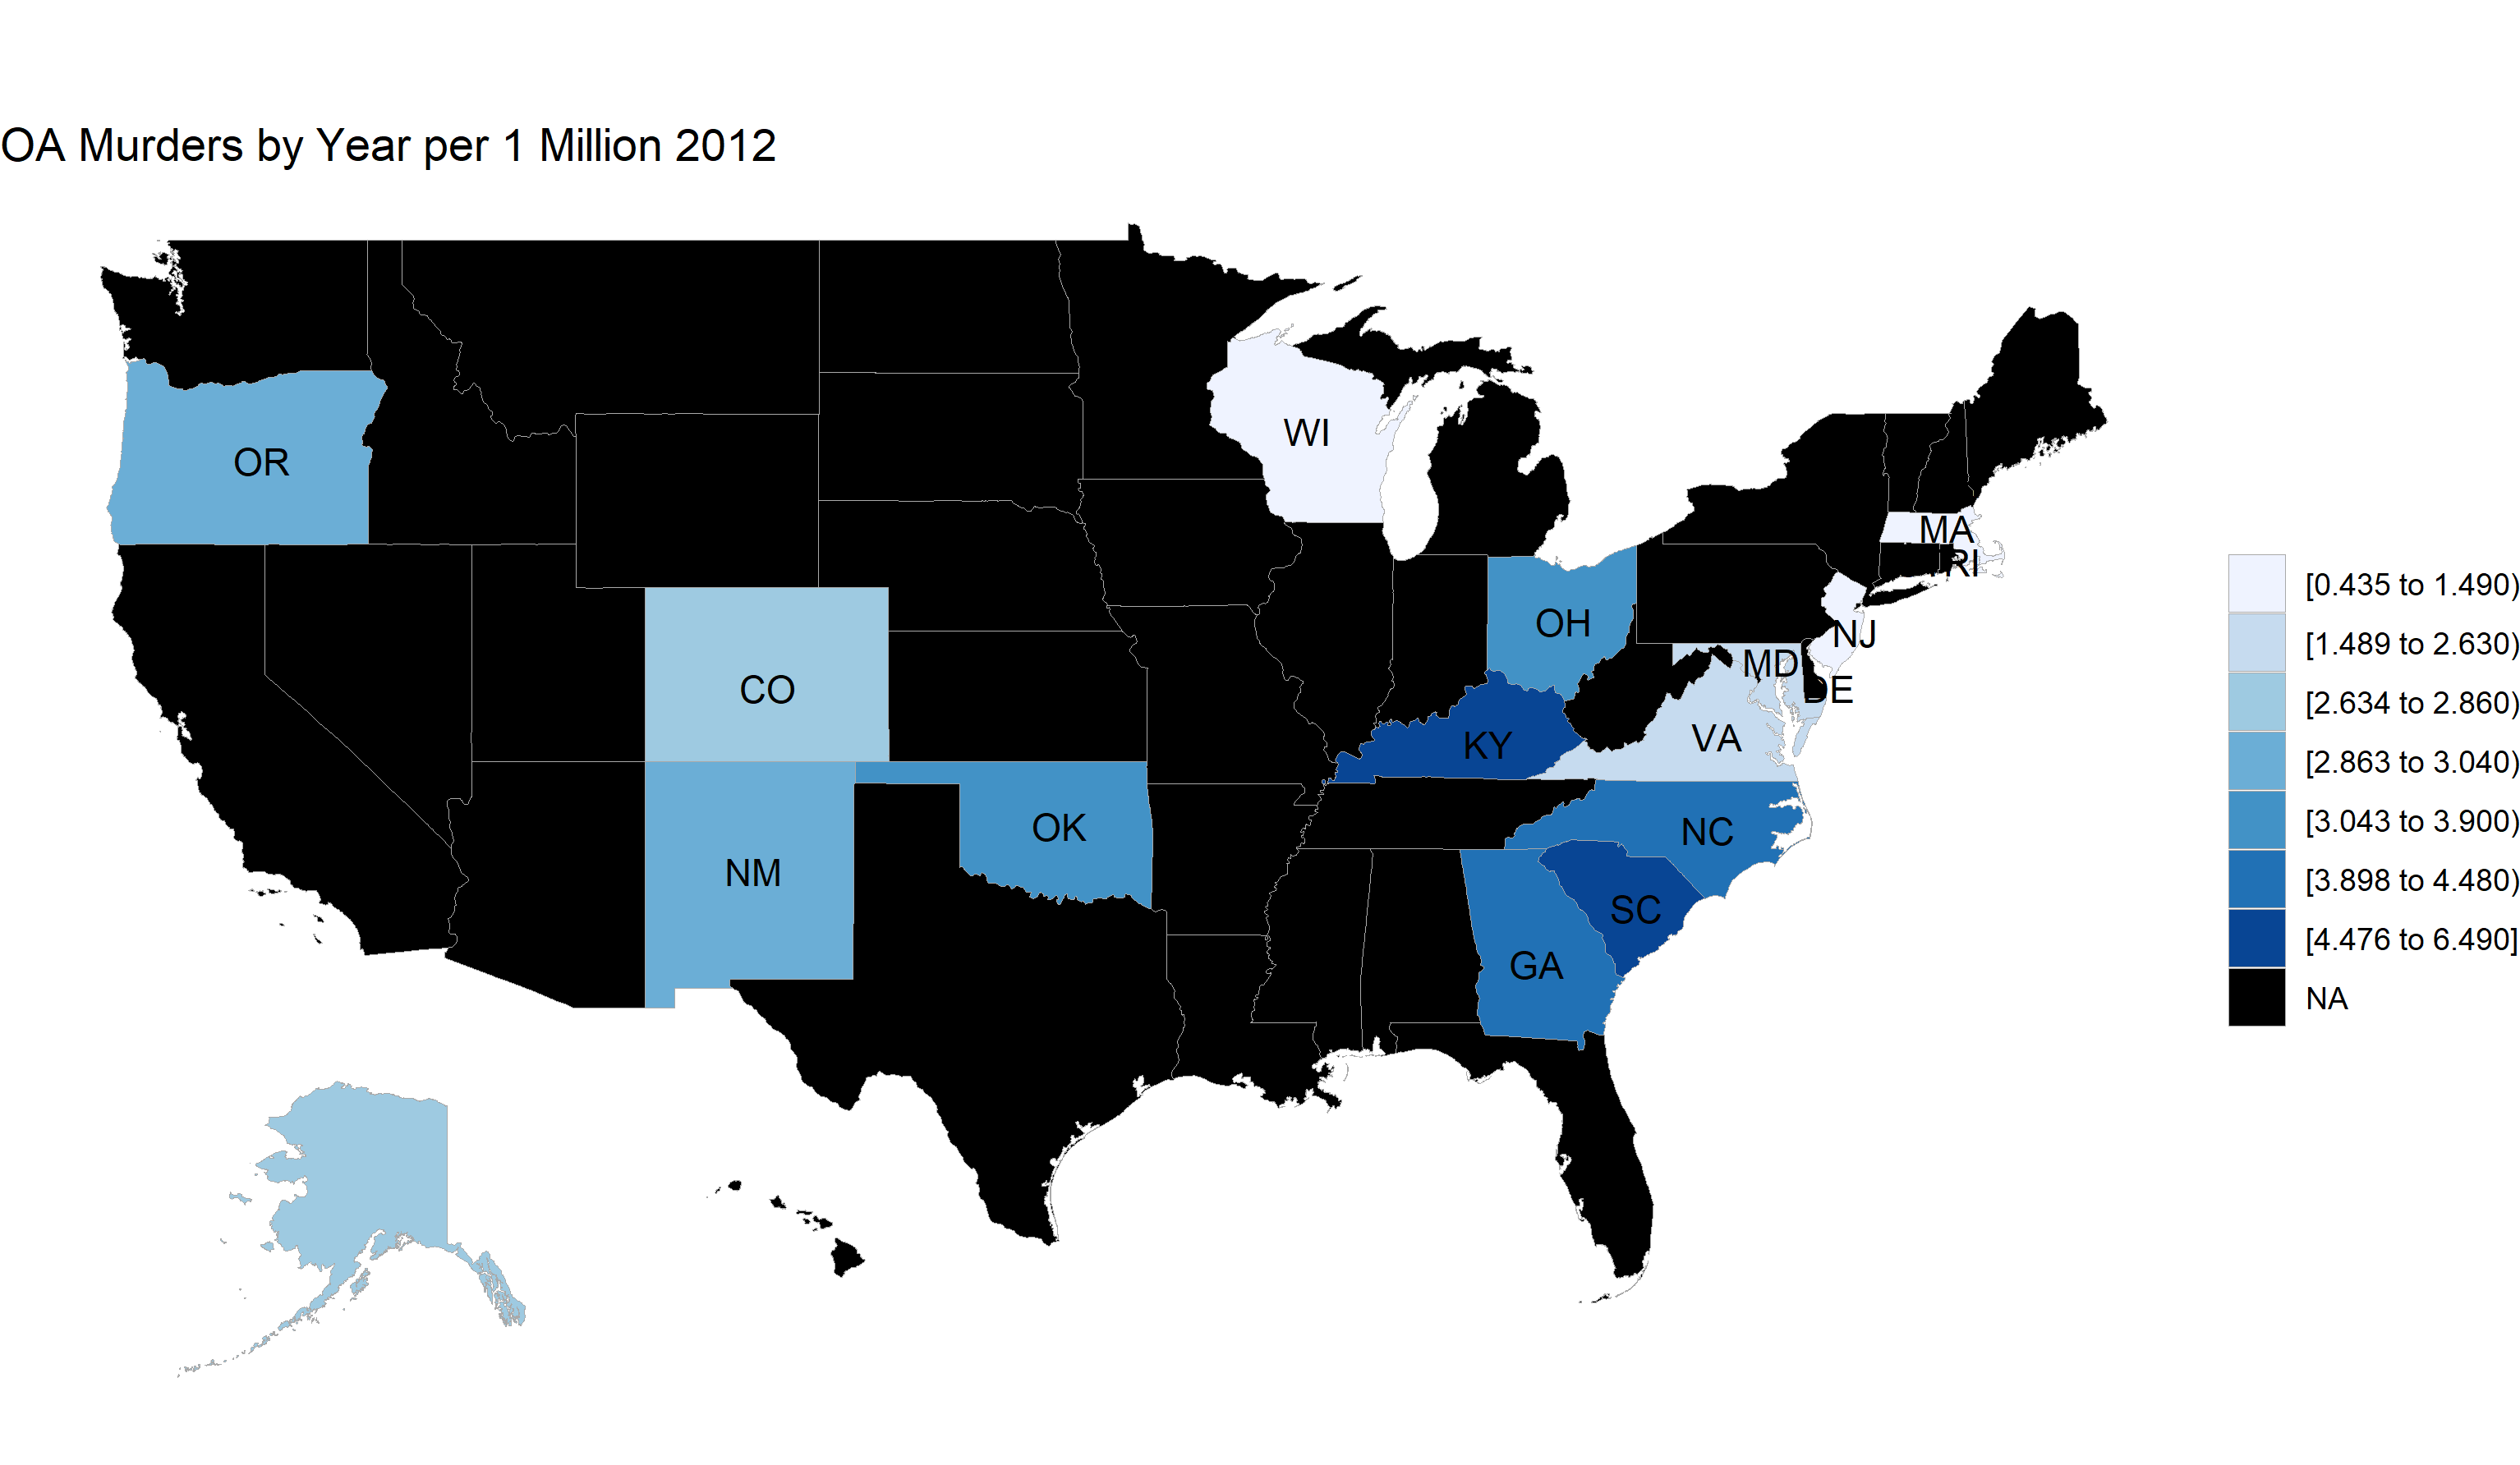 OA Murders by Year per 1 Million 2012
WI
OR
MA
RI
OH
NJ
MD
CO
DE
VA
KY
OK
NC
NM
SC
GA
[0.435 to 1.490)
[1.489 to 2.630)
[2.634 to 2.860)
[2.863 to 3.040)
[3.043 to 3.900)
[3.898 to 4.480)
[4.476 to 6.490]
NA